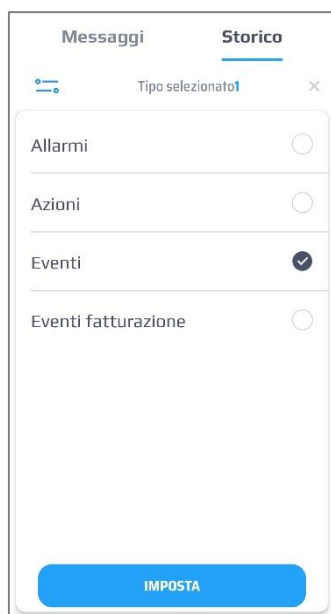 Messaggi Storico
Tipo selezionato1
Allarmi
Azioni
Eventi
Eventi fatturazione
IMPOSTA